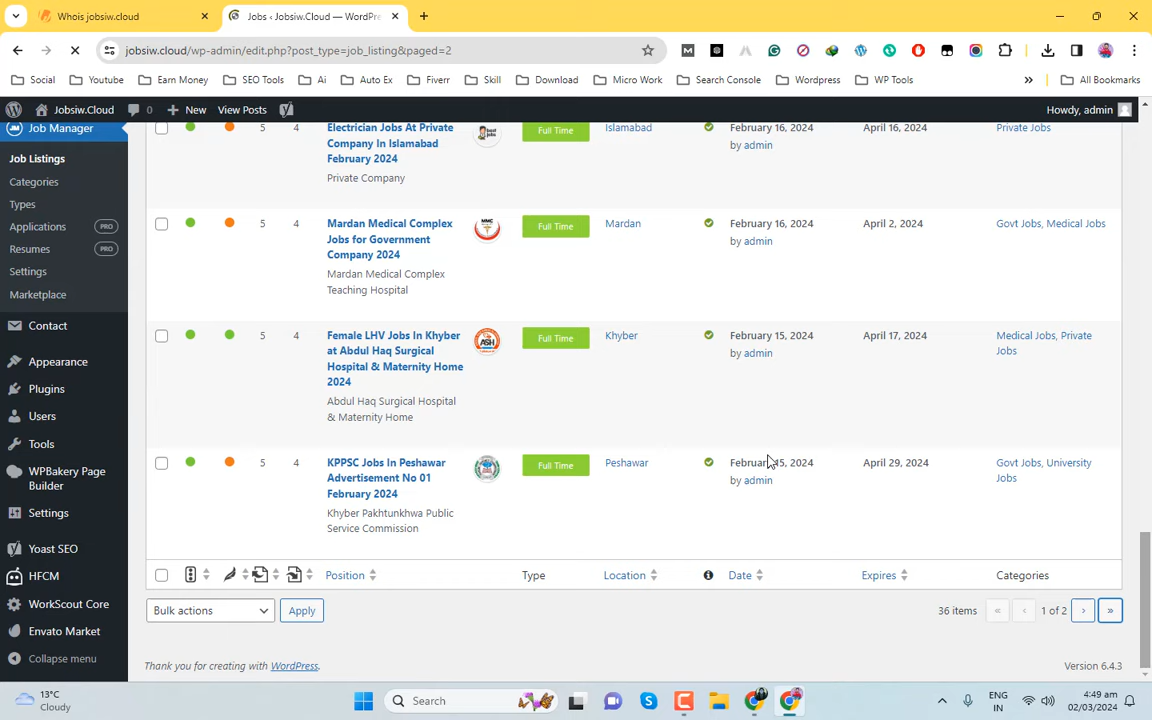 Whois jobsiw.cloud
Jobs ‹ Jobsiw.Cloud — WordPre
jobsiw.cloud/wp-admin/edit.php?post_type=job_listing&paged=2
Social
Youtube
Earn Money
SEO Tools
Ai
Auto Ex
Fiverr
Skill
Download
Micro Work
Search Console
Wordpress
WP Tools
All Bookmarks
Jobsiw.Cloud
0
New
View Posts
Howdy, admin
Job Manager
Job Listings
Categories
Types
Applications PRO
Resumes PRO
Settings
Marketplace
Contact
Appearance
Plugins
Users
Tools
WPBakery Page
Builder
Settings
Yoast SEO
HFCM
WorkScout Core
Envato Market
Collapse menu
5 4 Electrician Jobs At Private Full Time Islamabad February 16, 2024 April 16, 2024 Private Jobs
Company In Islamabad by admin
February 2024
Private Company
5 4 Mardan Medical Complex MMC Full Time Mardan February 16, 2024 April 2, 2024 Govt Jobs, Medical Jobs
Jobs for Government by admin
Company 2024
Mardan Medical Complex
Teaching Hospital
5 4 Female LHV Jobs In Khyber ASH Full Time Khyber February 15, 2024 April 17, 2024 Medical Jobs, Private
at Abdul Haq Surgical by admin Jobs
Hospital & Maternity Home
2024
Abdul Haq Surgical Hospital
& Maternity Home
5 4 KPPSC Jobs In Peshawar Full Time Peshawar February 15, 2024 April 29, 2024 Govt Jobs, University
Advertisement No 01 by admin Jobs
February 2024
Khyber Pakhtunkhwa Public
Service Commission
Position Type Location Date Expires Categories
Bulk actions Apply 36 items « ‹ 1 of 2 › »
Thank you for creating with WordPress. Version 6.4.3
13°C
Cloudy
Search
ENG
IN
4:49 am
02/03/2024